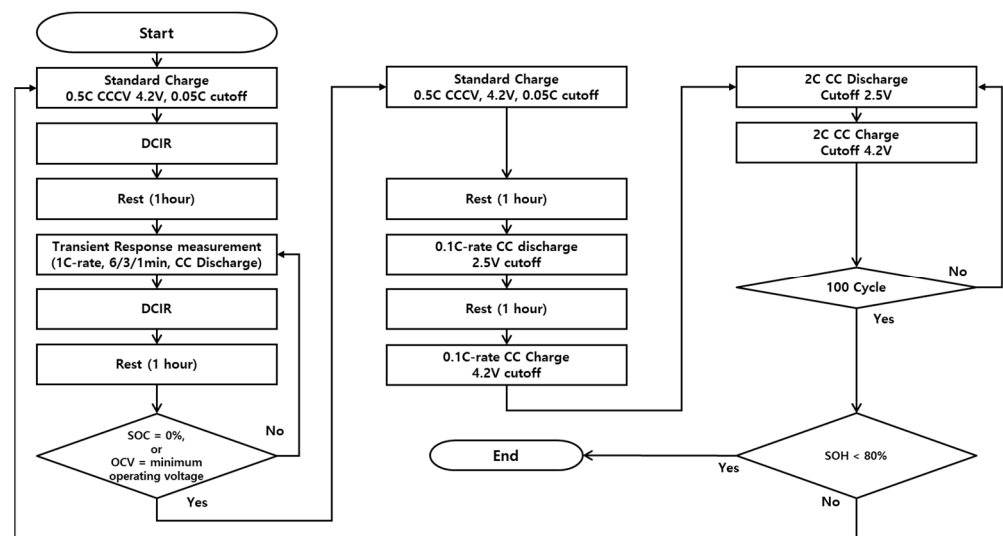 Start
Standard Charge
0.5C CCCV 4.2V, 0.05C cutoff
DCIR
Rest (1hour)
Transient Response measurement
(1C-rate, 6/3/1min, CC Discharge)
DCIR
Rest (1 hour)
SOC = 0%,
or
OCV = minimum
operating voltage
No
Yes
Standard Charge
0.5C CCCV, 4.2V, 0.05C cutoff
Rest (1 hour)
0.1C-rate CC discharge
2.5V cutoff
Rest (1 hour)
0.1C-rate CC Charge
4.2V cutoff
2C CC Discharge
Cutoff 2.5V
2C CC Charge
Cutoff 4.2V
100 Cycle
No
Yes
SOH < 80%
Yes
No
End